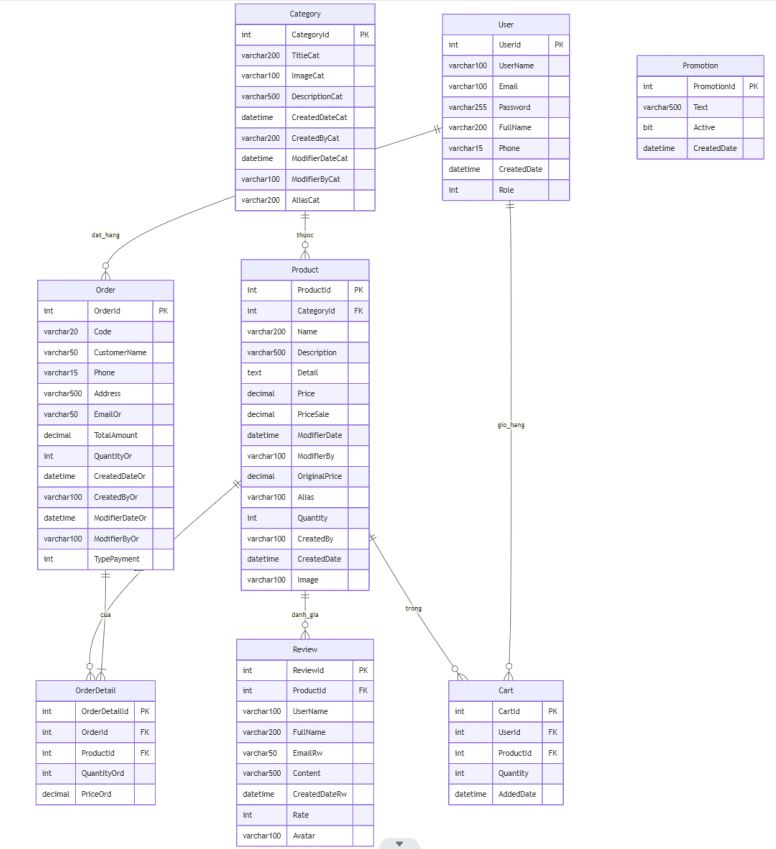 Category
int CategoryId PK
varchar200 TitleCat
varchar100 ImageCat
varchar500 DescriptionCat
datetime CreatedDateCat
varchar200 CreatedByCat
datetime ModifierDateCat
varchar100 ModifierByCat
varchar200 AliasCat
User
int UserId PK
varchar100 UserName
varchar100 Email
varchar255 Password
varchar200 FullName
varchar15 Phone
datetime CreatedDate
int Role
Promotion
int PromotionId PK
varchar500 Text
bit Active
datetime CreatedDate
dat_hang
thuoc
Order
int OrderId PK
varchar20 Code
varchar50 CustomerName
varchar15 Phone
varchar500 Address
varchar50 EmailOr
decimal TotalAmount
int QuantityOr
datetime CreatedDateOr
varchar100 CreatedByOr
datetime ModifierDateOr
varchar100 ModifierByOr
int TypePayment
Product
int ProductId PK
int CategoryId FK
varchar200 Name
varchar500 Description
text Detail
decimal Price
decimal PriceSale
datetime ModifierDate
varchar100 ModifierBy
decimal OriginalPrice
varchar100 Alias
int Quantity
varchar100 CreatedBy
datetime CreatedDate
varchar100 Image
gio_hang
cua
danh_gia
trong
OrderDetail
int OrderDetailId PK
int OrderId FK
int ProductId FK
int QuantityOrd
decimal PriceOrd
Review
int ReviewId PK
int ProductId FK
varchar100 UserName
varchar200 FullName
varchar50 EmailRw
varchar500 Content
datetime CreatedDateRw
int Rate
varchar100 Avatar
Cart
int CartId PK
int UserId FK
int ProductId FK
int Quantity
datetime AddedDate